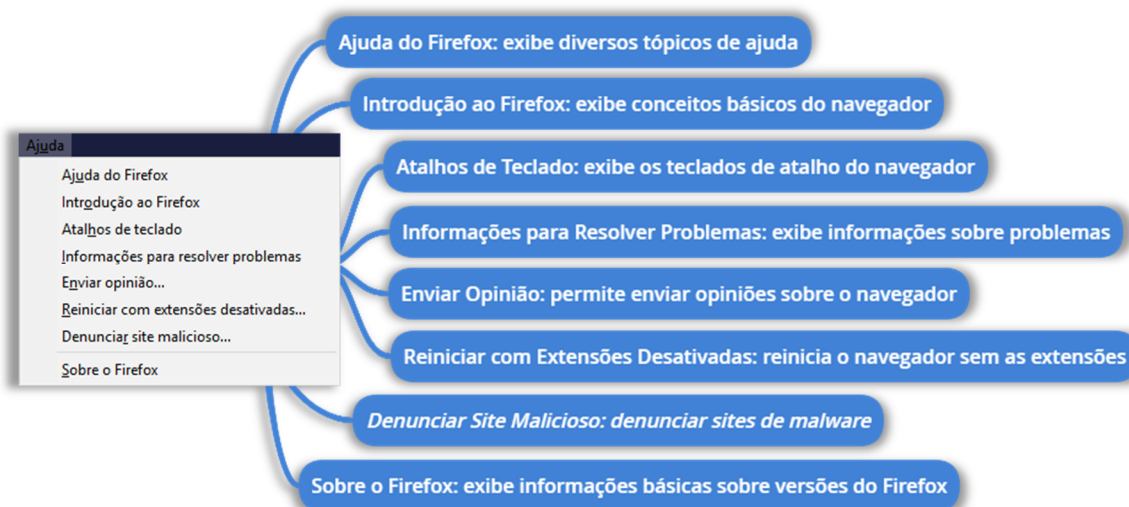 Ajuda
Ajuda do Firefox
Introdução ao Firefox
Atalhos de teclado
Informações para resolver problemas
Enviar opinião...
Reiniciar com extensões desativadas...
Denunciar site malicioso...
Sobre o Firefox
Ajuda do Firefox: exibe diversos tópicos de ajuda
Introdução ao Firefox: exibe conceitos básicos do navegador
Atalhos de Teclado: exibe os teclados de atalho do navegador
Informações para Resolver Problemas: exibe informações sobre problemas
Enviar Opinião: permite enviar opiniões sobre o navegador
Reiniciar com Extensões Desativadas: reinicia o navegador sem as extensões
Denunciar Site Malicioso: denunciar sites de malware
Sobre o Firefox: exibe informações básicas sobre versões do Firefox